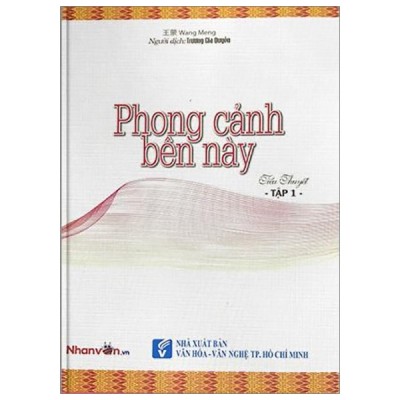 王蒙 Wang Meng
Người dịch: Trương Gia Quyền
Phong cảnh
bên này
Tiểu Thuyết
- TẬP 1 -
Nhanvăn.vn
NHÀ XUẤT BẢN
VĂN HÓA - VĂN NGHỆ TP. HỒ CHÍ MINH